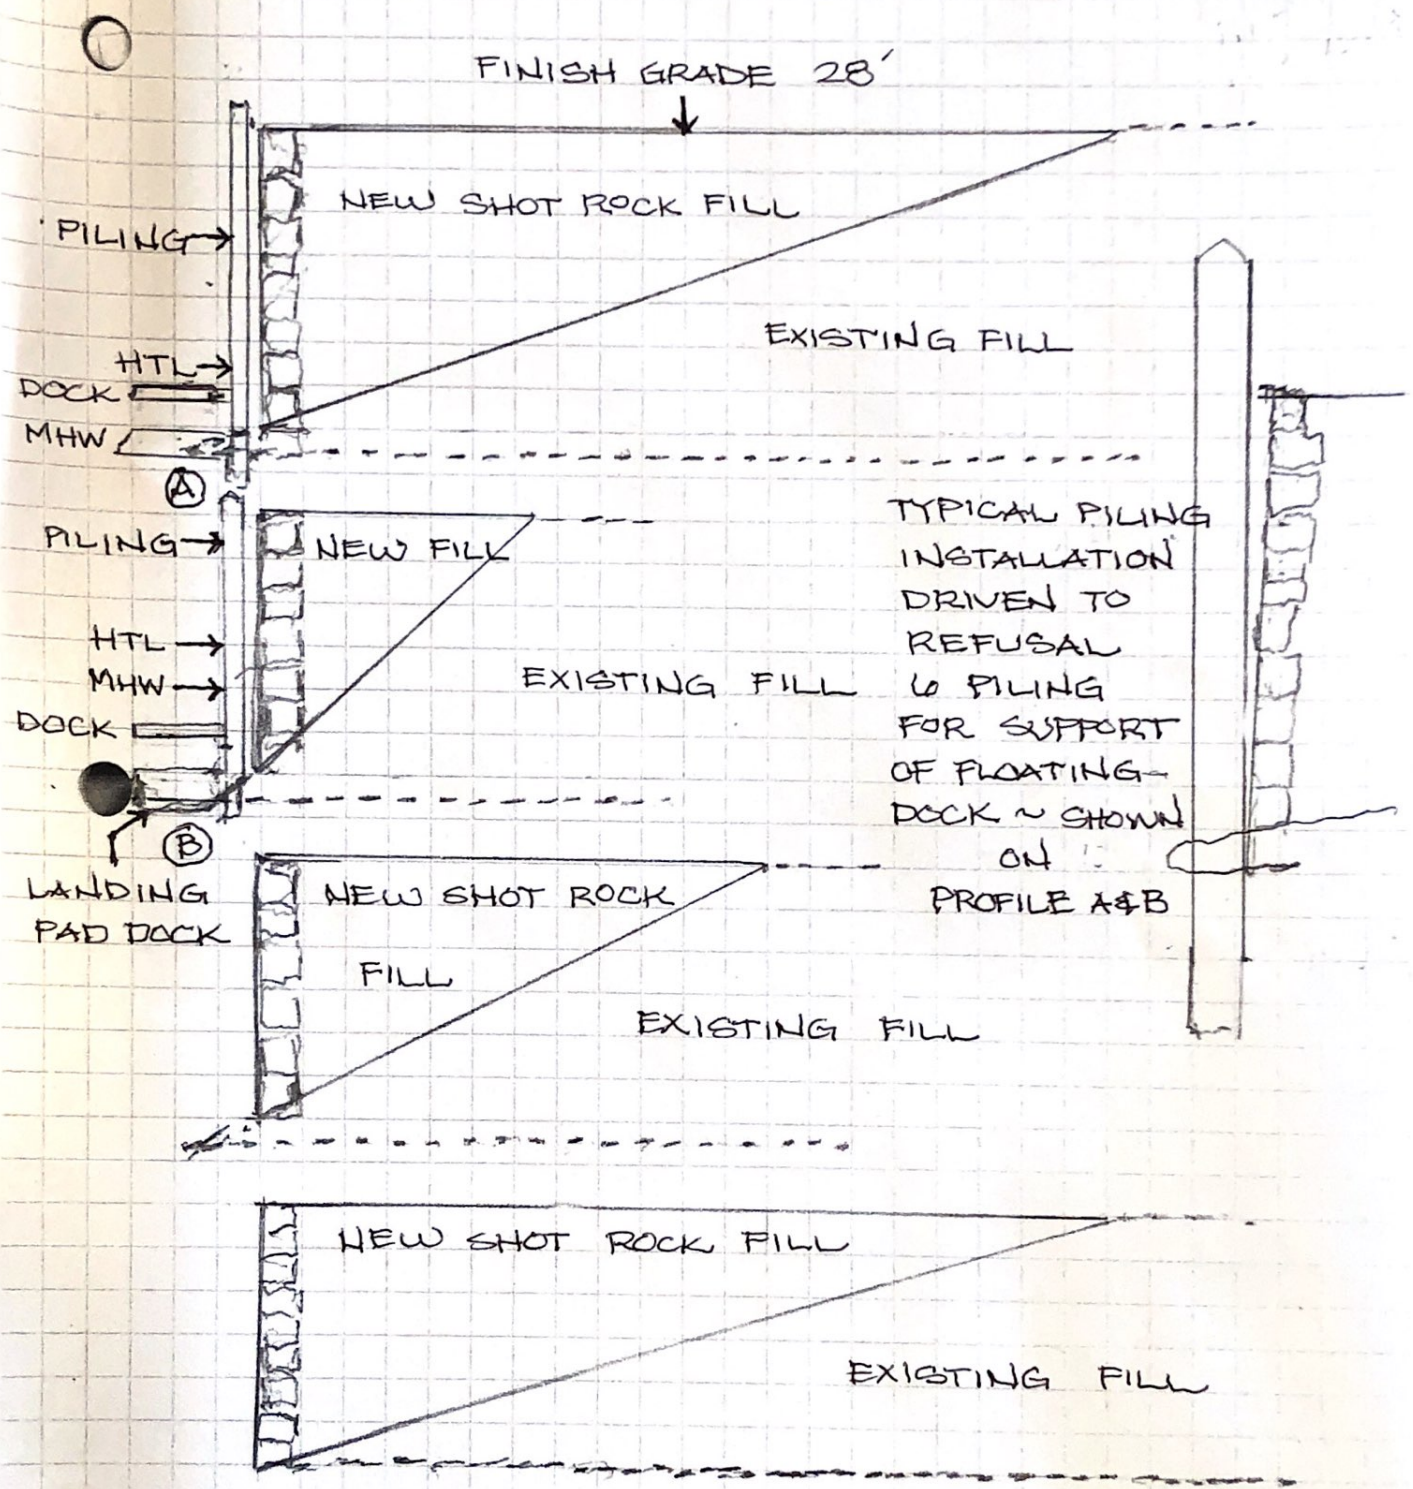 FINISH GRADE 28'
NEW SHOT ROCK FILL
PILING
EXISTING FILL
HTL
DOCK
MHW
A
PILING
NEW FILL
HTL
MHW
EXISTING FILL
DOCK
B
LANDING
PAD DOCK
TYPICAL PILING
INSTALLATION
DRIVEN TO
REFUSAL
6 PILING
FOR SUPPORT
OF FLOATING-
DOCK ~ SHOWN
ON
PROFILE A&B
NEW SHOT ROCK
FILL
EXISTING FILL
NEW SHOT ROCK FILL
EXISTING FILL